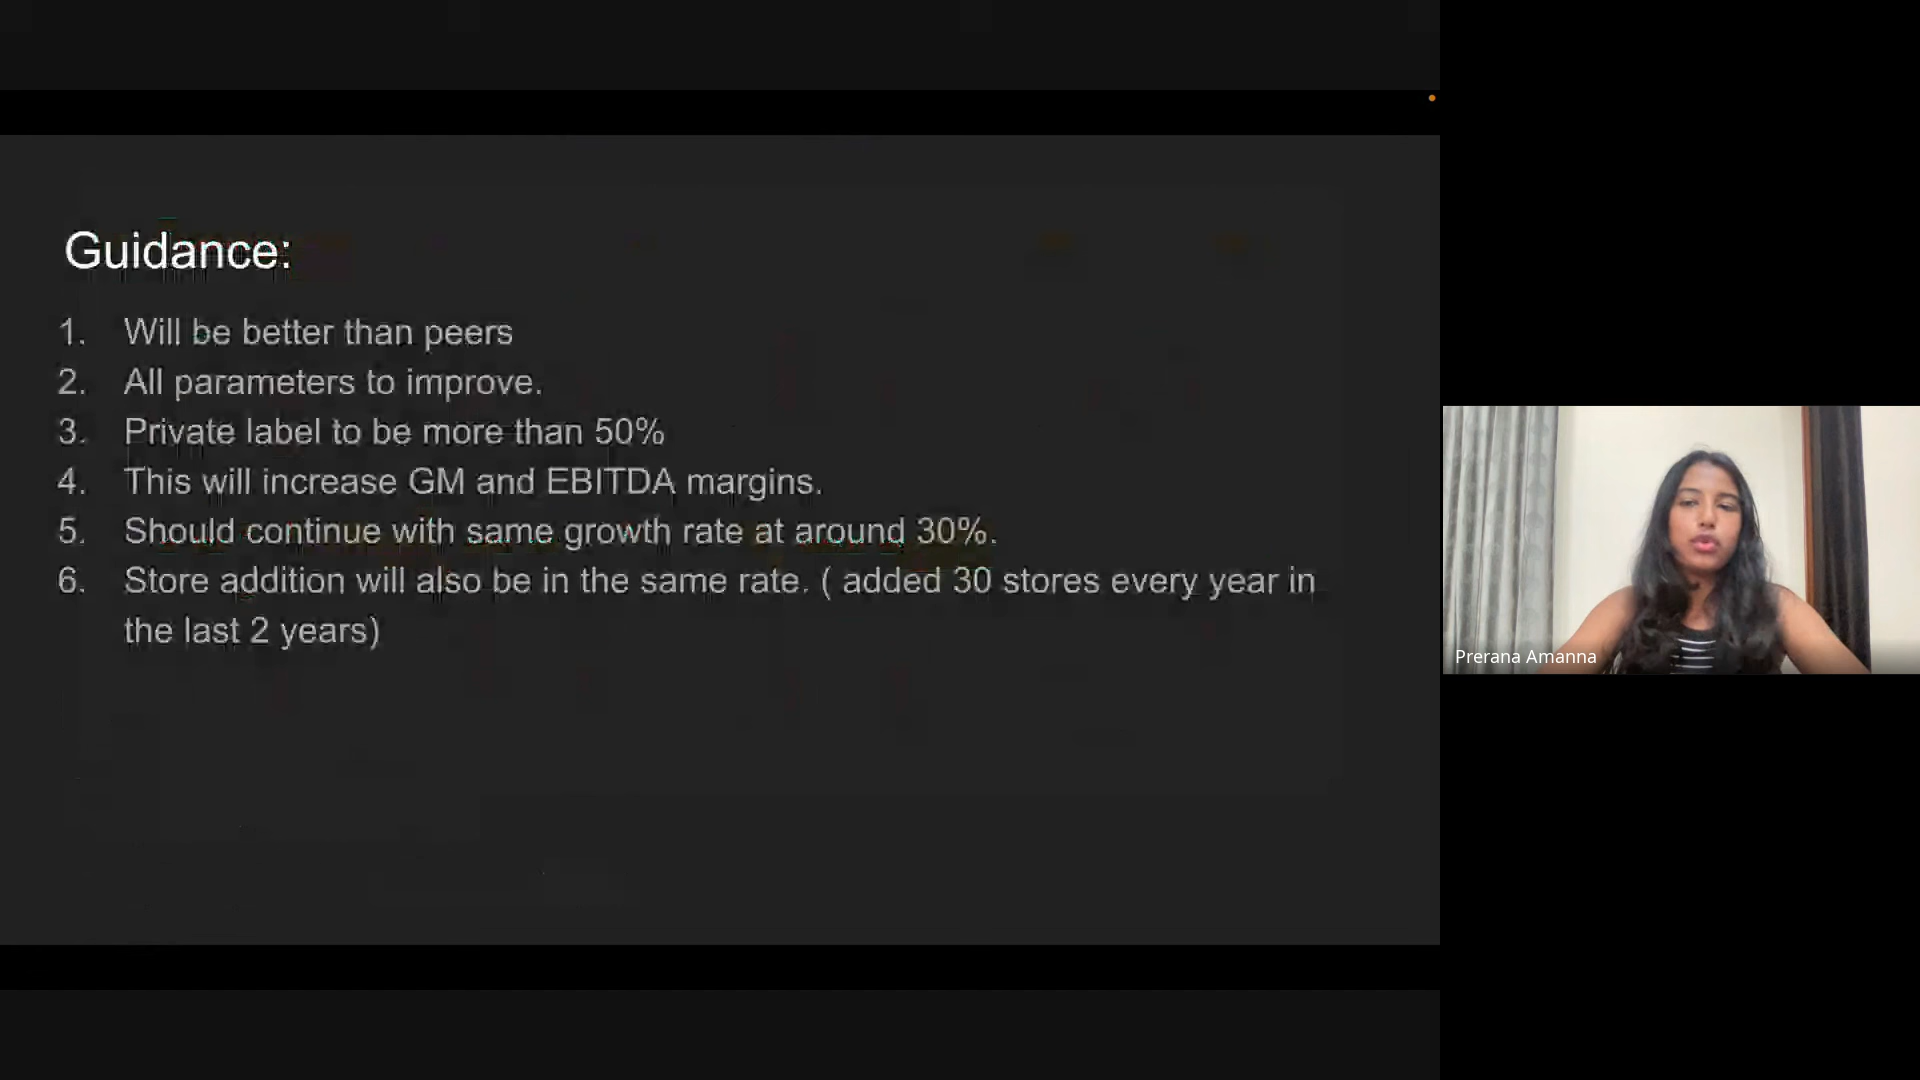 Guidance:
1. Will be better than peers
2. All parameters to improve.
3. Private label to be more than 50%
4. This will increase GM and EBITDA margins.
5. Should continue with same growth rate at around 30%.
6. Store addition will also be in the same rate. ( added 30 stores every year in
the last 2 years)
Prerana Amanna